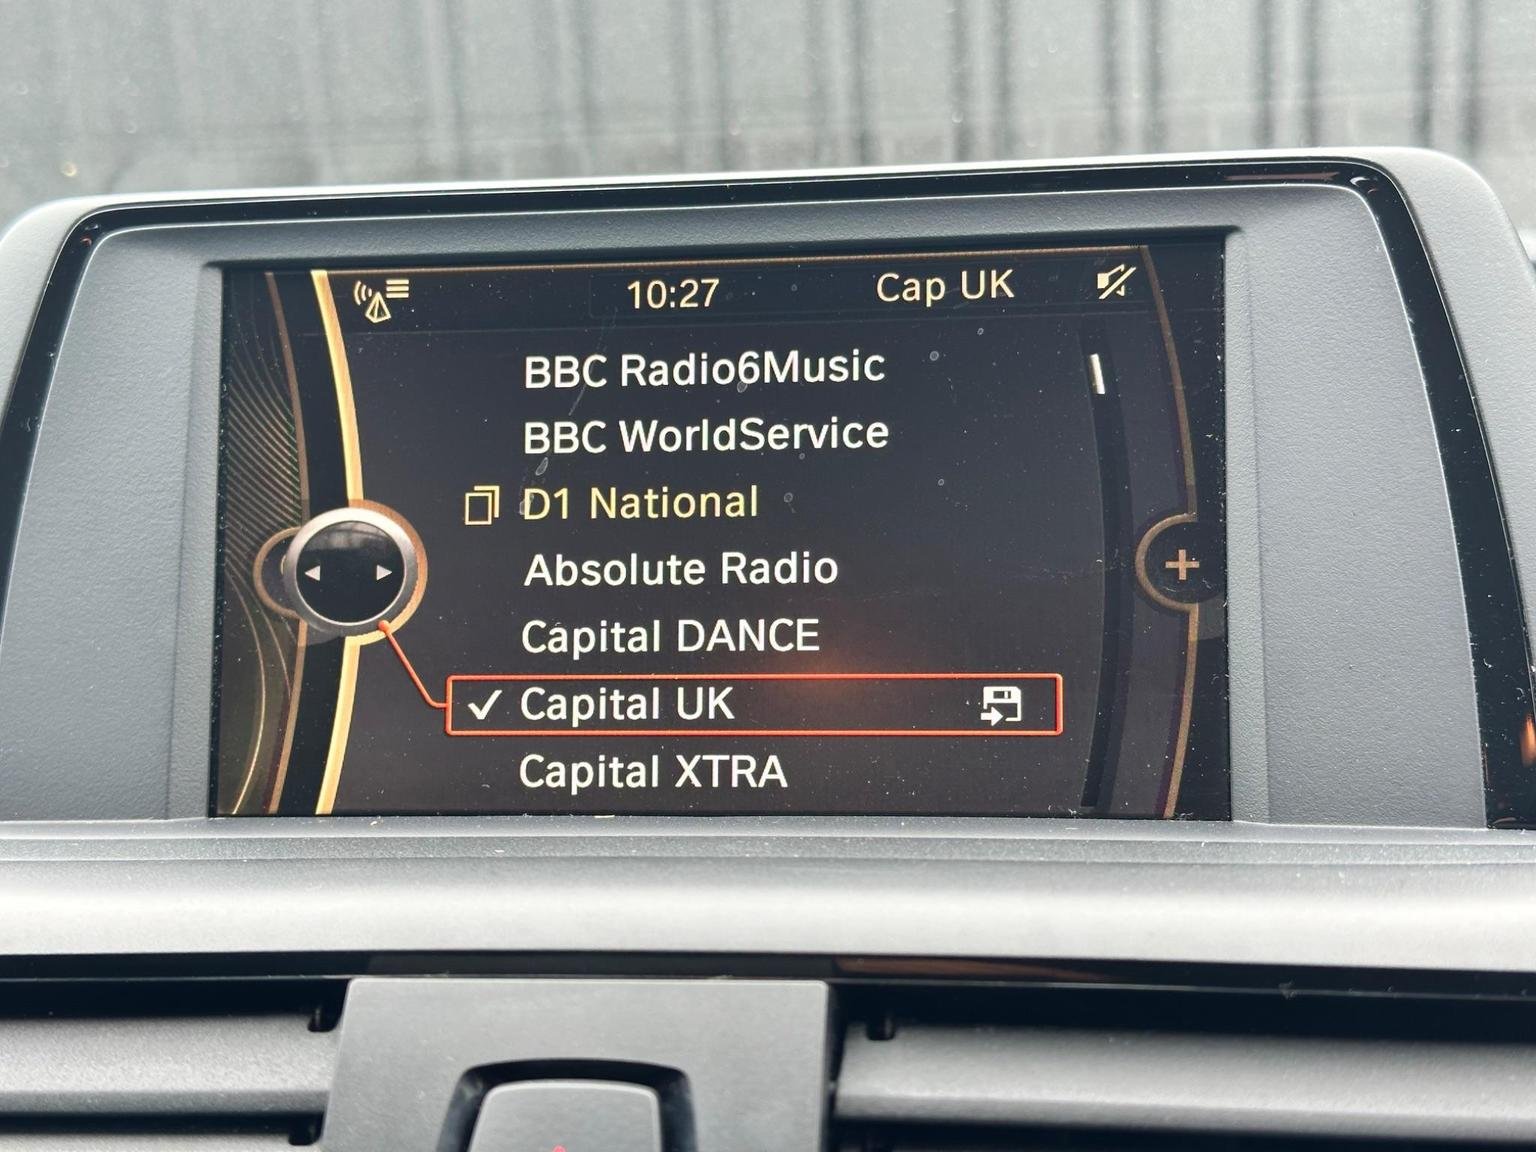 10:27 Cap UK
BBC Radio6Music
BBC WorldService
D1 National
Absolute Radio
Capital DANCE
Capital UK
Capital XTRA